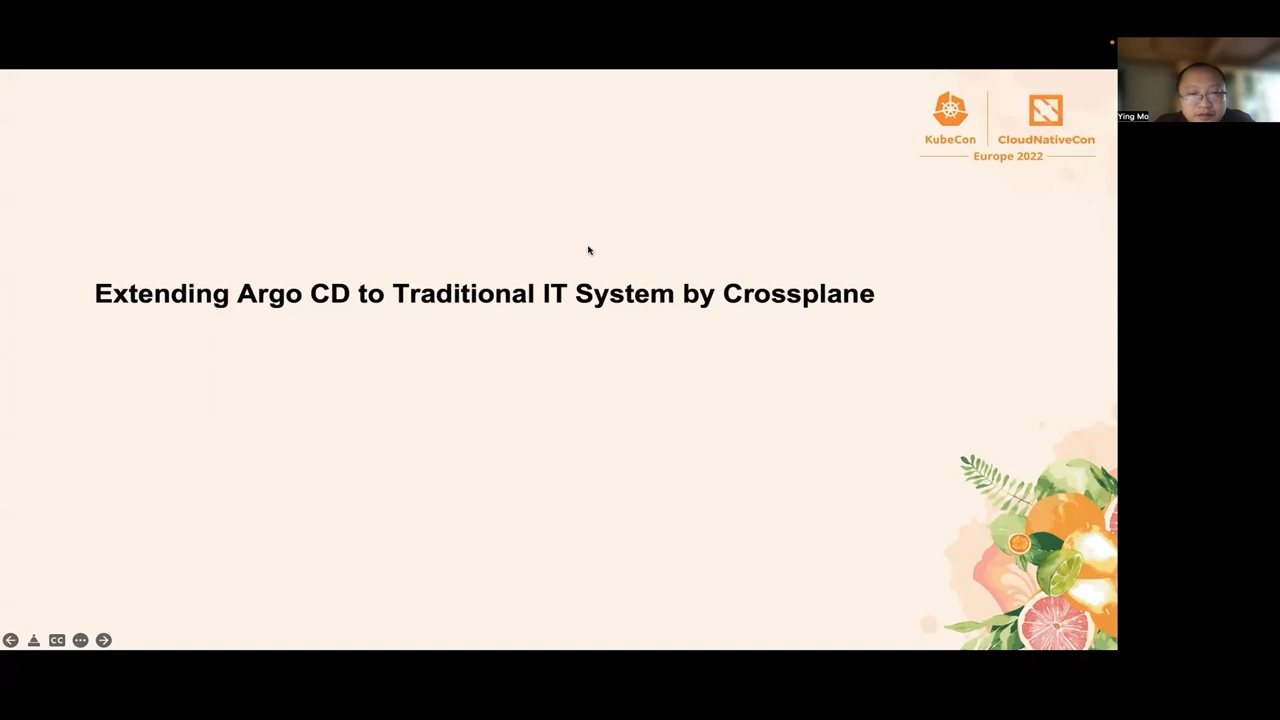 KubeCon
CloudNativeCon
Europe 2022
Ying Mo
Extending Argo CD to Traditional IT System by Crossplane
CC